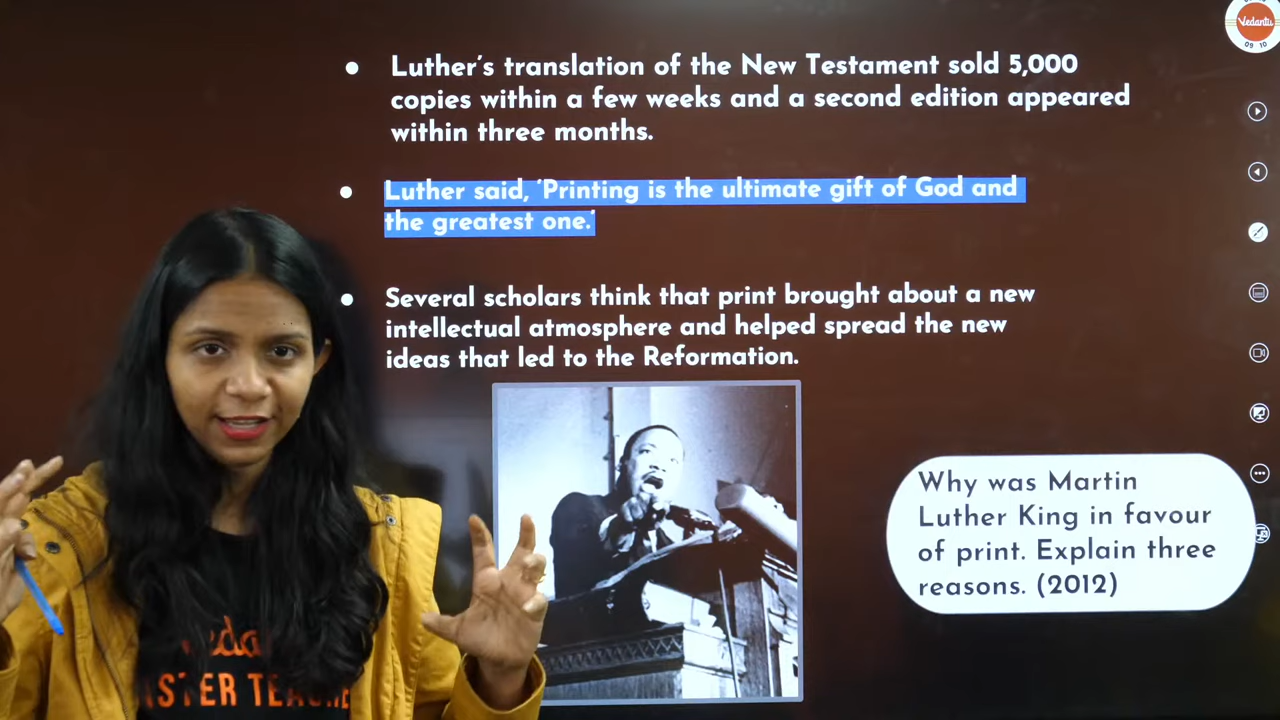 Vedantu
09 10
● Luther's translation of the New Testament sold 5,000
copies within a few weeks and a second edition appeared
within three months.
● Luther said, 'Printing is the ultimate gift of God and
the greatest one.'
● Several scholars think that print brought about a new
intellectual atmosphere and helped spread the new
ideas that led to the Reformation.
Why was Martin
Luther King in favour
of print. Explain three
reasons. (2012)